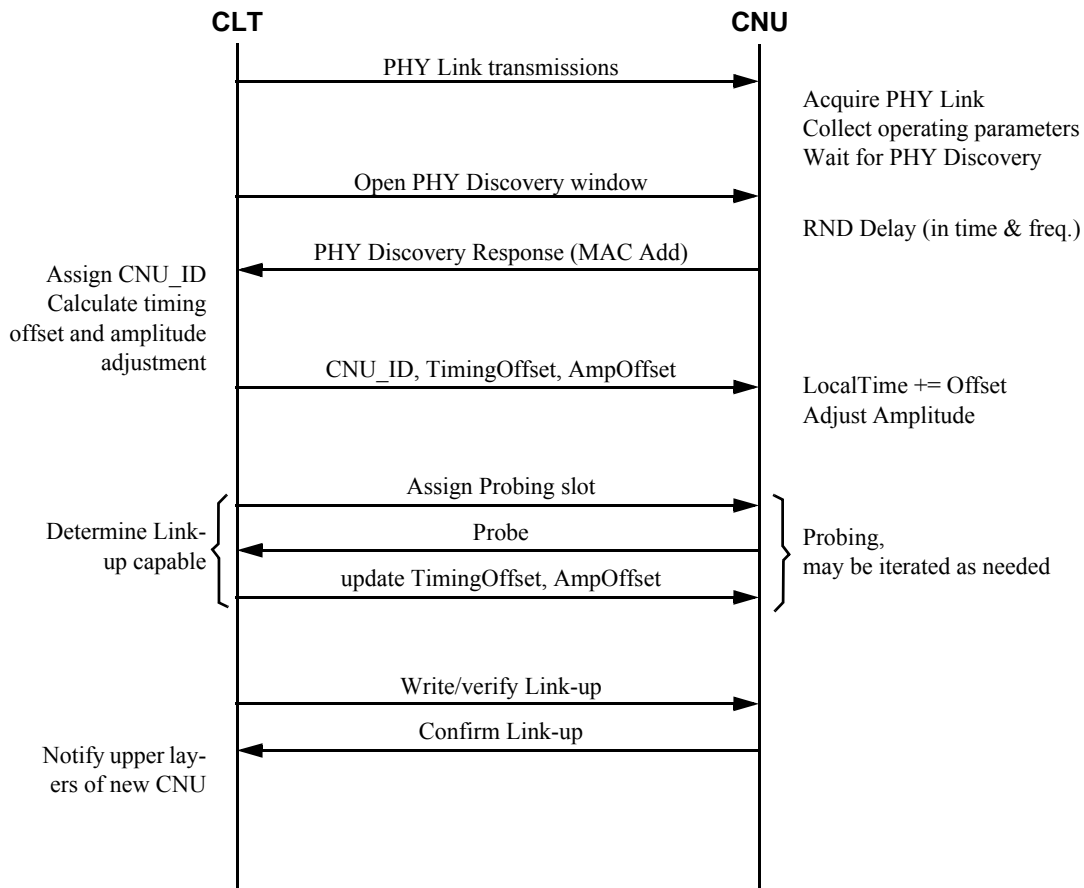 CLT
CNU
PHY Link transmissions
Acquire PHY Link
Collect operating parameters
Wait for PHY Discovery
Open PHY Discovery window
RND Delay (in time & freq.)
PHY Discovery Response (MAC Add)
Assign CNU_ID
Calculate timing
offset and amplitude
adjustment
CNU_ID, TimingOffset, AmpOffset
LocalTime += Offset
Adjust Amplitude
Assign Probing slot
Determine Link-
up capable
Probe
Probing,
may be iterated as needed
update TimingOffset, AmpOffset
Write/verify Link-up
Confirm Link-up
Notify upper lay-
ers of new CNU